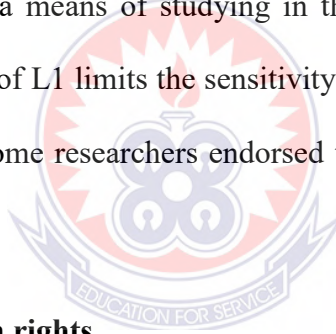 a means of studying in th
of L1 limits the sensitivity
ome researchers endorsed
EDUCATION FOR SERVICE
n rights